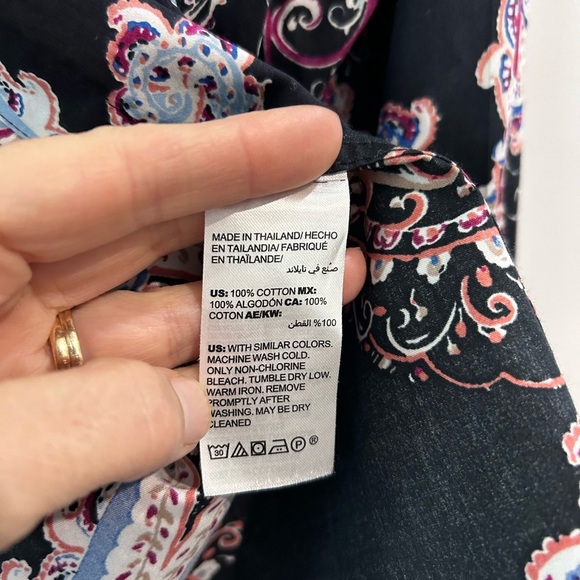 MADE IN THAILAND/ HECHO
EN TAILANDIA/ FABRIQUÉ
EN THAÏLANDE/
صُنع في تايلاند
US: 100% COTTON MX:
100% ALGODÓN CA: 100%
COTON AE/KW:
100% القطن
US: WITH SIMILAR COLORS.
MACHINE WASH COLD.
ONLY NON-CHLORINE
BLEACH. TUMBLE DRY LOW.
WARM IRON. REMOVE
PROMPTLY AFTER
WASHING. MAY BE DRY
CLEANED
30 P ®